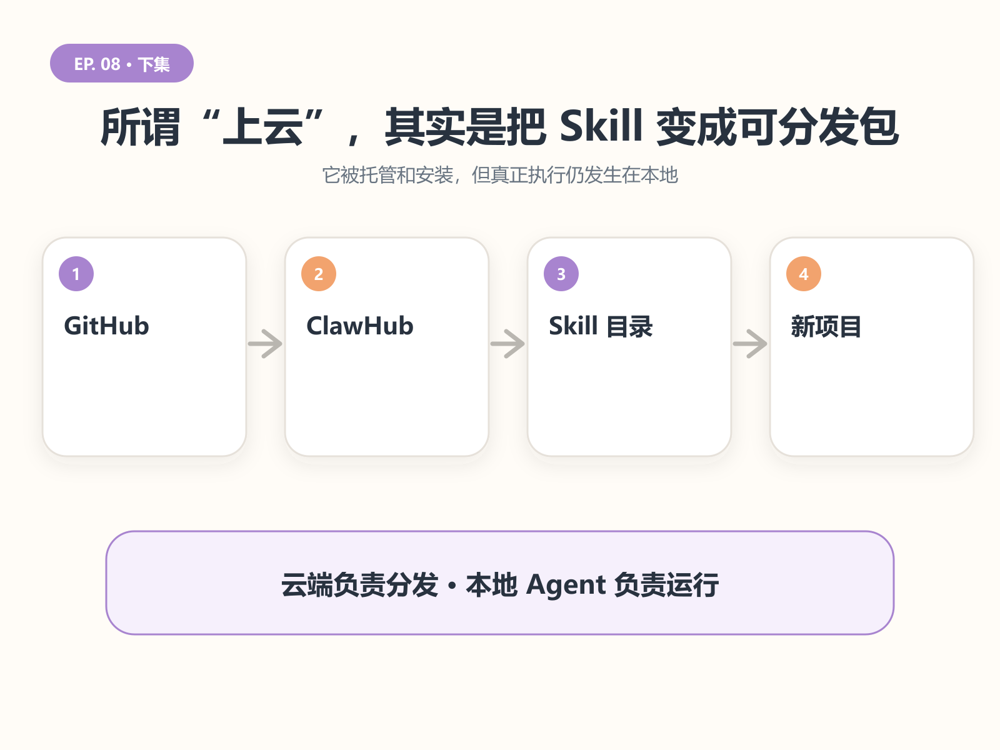 EP. 08 • 下集
所谓“上云”，其实是把 Skill 变成可分发包
它被托管和安装，但真正执行仍发生在本地
1
GitHub
2
ClawHub
3
Skill 目录
4
新项目
云端负责分发 • 本地 Agent 负责运行